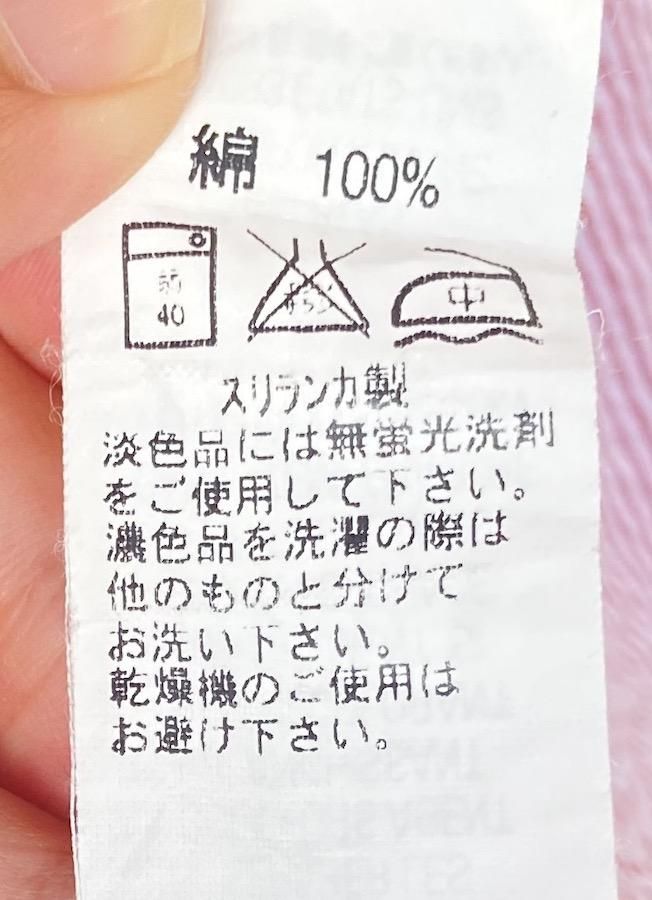 綿 100%
弱
40
中
スリランカ製
淡色品には無蛍光洗剤
をご使用して下さい。
濃色品を洗濯の際は
他のものと分けて
お洗い下さい。
乾燥機のご使用は
お避け下さい。